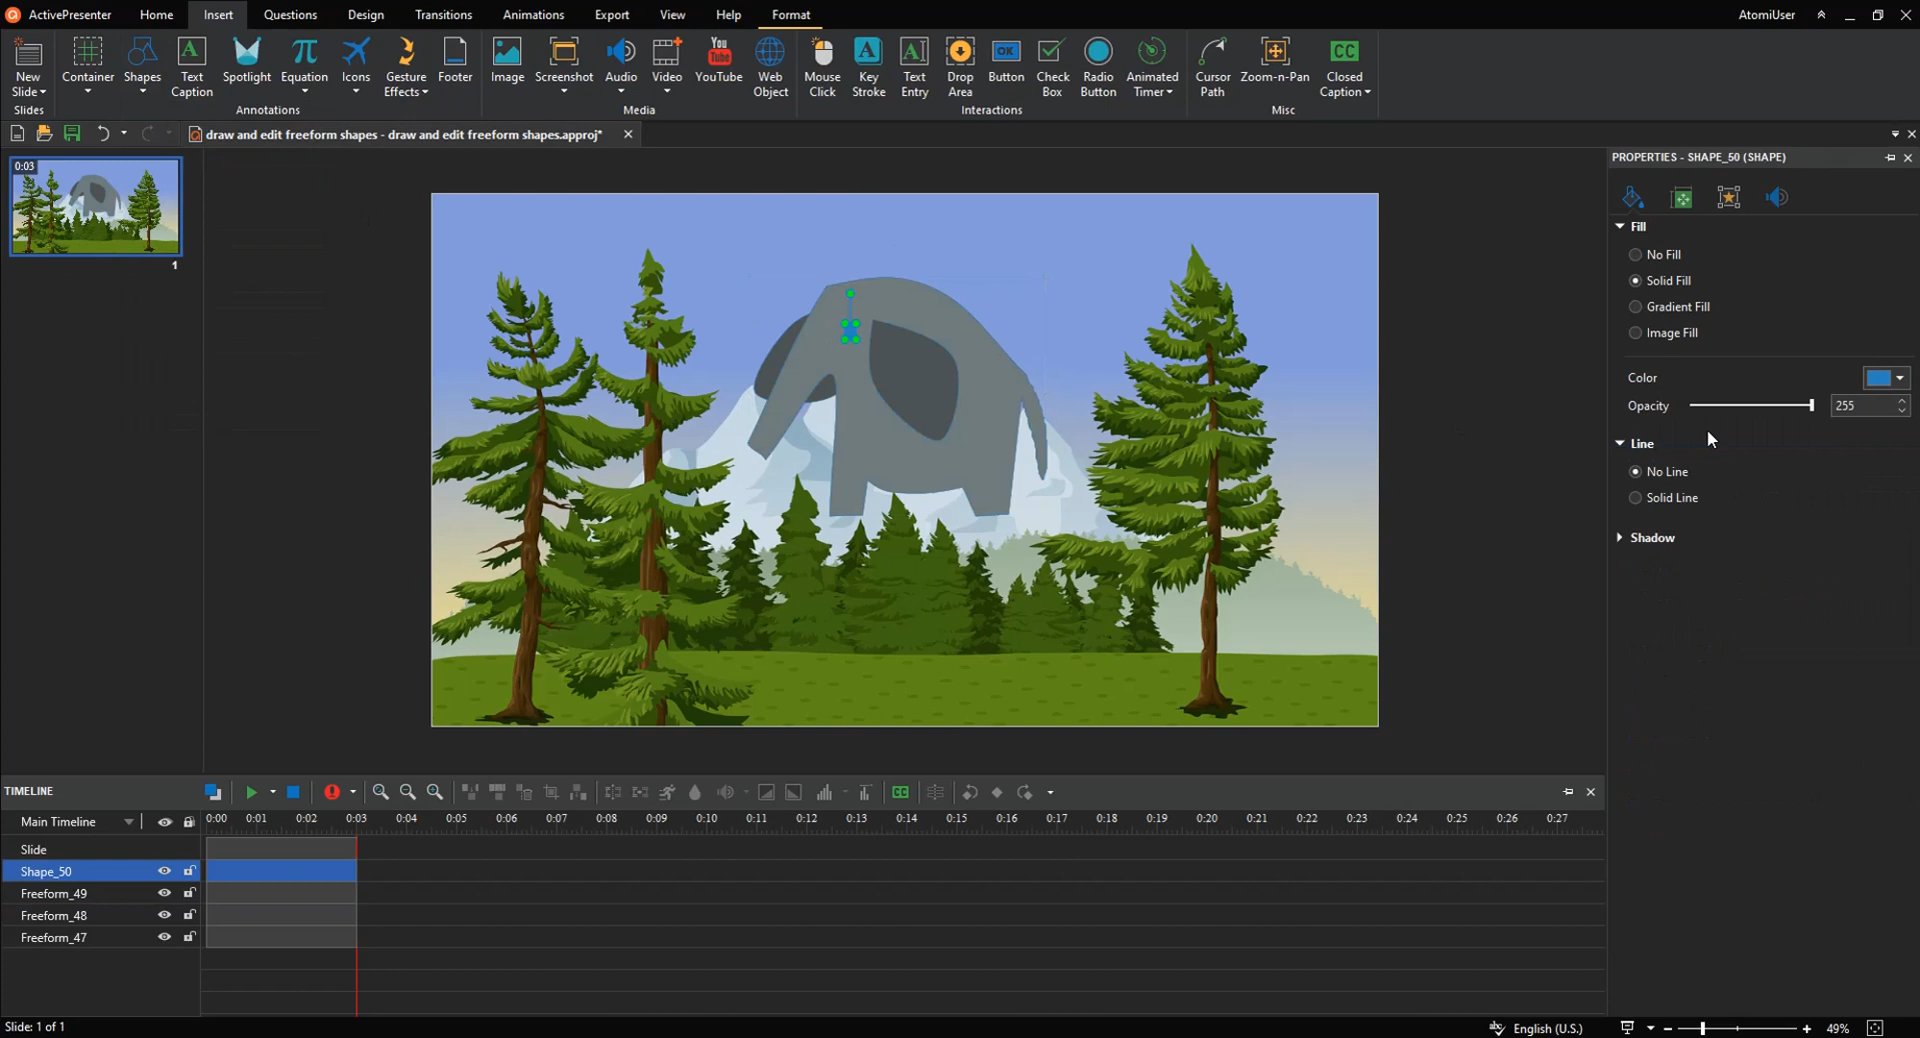 ActivePresenter Home Insert Questions Design Transitions Animations Export View Help Format AtomiUser
New Slide Container Shapes Text Caption Spotlight Equation Icons Gesture Effects Footer Image Screenshot Audio Video YouTube Web Object Mouse Click Key Stroke Text Entry Drop Area Button Check Box Radio Button Animated Timer Cursor Path Zoom-n-Pan Closed Caption
Slides Annotations Media Interactions Misc
draw and edit freeform shapes - draw and edit freeform shapes.approj*
PROPERTIES - SHAPE_50 (SHAPE)
0:03
1
Fill
No Fill
Solid Fill
Gradient Fill
Image Fill
Color
Opacity 255
Line
No Line
Solid Line
Shadow
TIMELINE
Main Timeline 0:00 0:01 0:02 0:03 0:04 0:05 0:06 0:07 0:08 0:09 0:10 0:11 0:12 0:13 0:14 0:15 0:16 0:17 0:18 0:19 0:20 0:21 0:22 0:23 0:24 0:25 0:26 0:27
Slide
Shape_50
Freeform_49
Freeform_48
Freeform_47
Slide: 1 of 1 English (U.S.) 49%